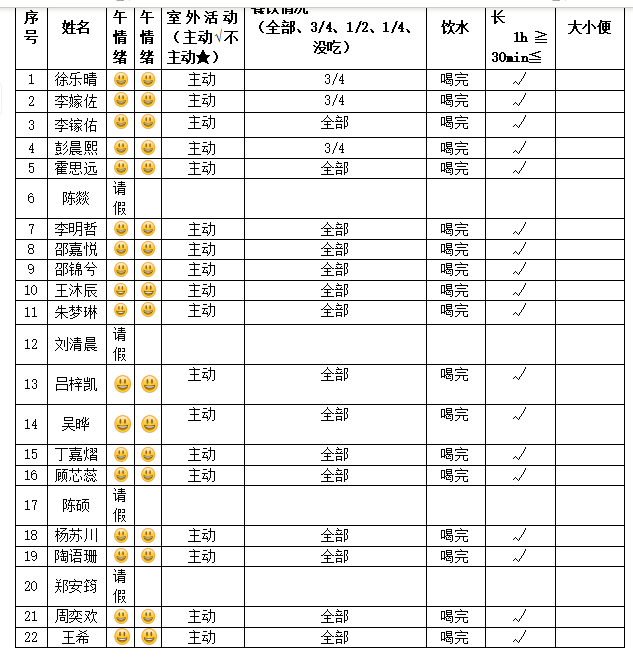 序号 姓名 午情绪 午情绪 室外活动（主动√不主动★） 餐饮情况（全部、3/4、1/2、1/4、没吃） 饮水 长 1h ≧ 30min≦ 大小便
1 徐乐晴 😃 😃 主动 3/4 喝完 √
2 李嫁佐 😃 😃 主动 3/4 喝完 √
3 李镓佑 😃 😃 主动 全部 喝完 √
4 彭晨熙 😃 😃 主动 3/4 喝完 √
5 霍思远 😃 😃 主动 全部 喝完 √
6 陈燚 请假
7 李明哲 😃 😃 主动 全部 喝完 √
8 邵嘉悦 😃 😃 主动 全部 喝完 √
9 邵锦兮 😃 😃 主动 全部 喝完 √
10 王沐辰 😃 😃 主动 全部 喝完 √
11 朱梦琳 😃 😃 主动 全部 喝完 √
12 刘清晨 请假
13 吕梓凯 😃 😃 主动 全部 喝完 √
14 吴晔 😃 😃 主动 全部 喝完 √
15 丁嘉熠 😃 😃 主动 全部 喝完 √
16 顾芯蕊 😃 😃 主动 全部 喝完 √
17 陈硕 请假
18 杨苏川 😃 😃 主动 全部 喝完 √
19 陶语珊 😃 😃 主动 全部 喝完 √
20 郑安筠 请假
21 周奕欢 😃 😃 主动 全部 喝完 √
22 王希 😃 😃 主动 全部 喝完 √